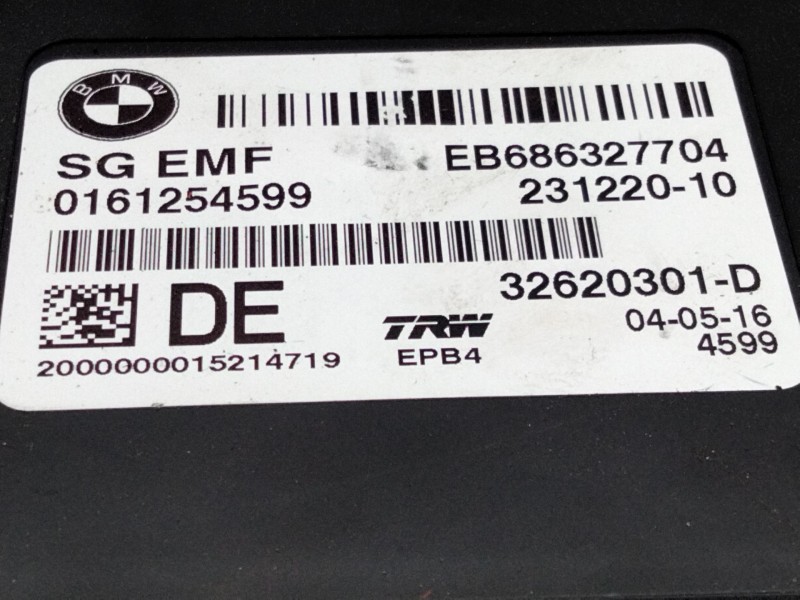 BMW
SG EMF EB686327704
0161254599 231220-10
32620301-D
DE TRW 04-05-16
2000000015214719 EPB4 4599